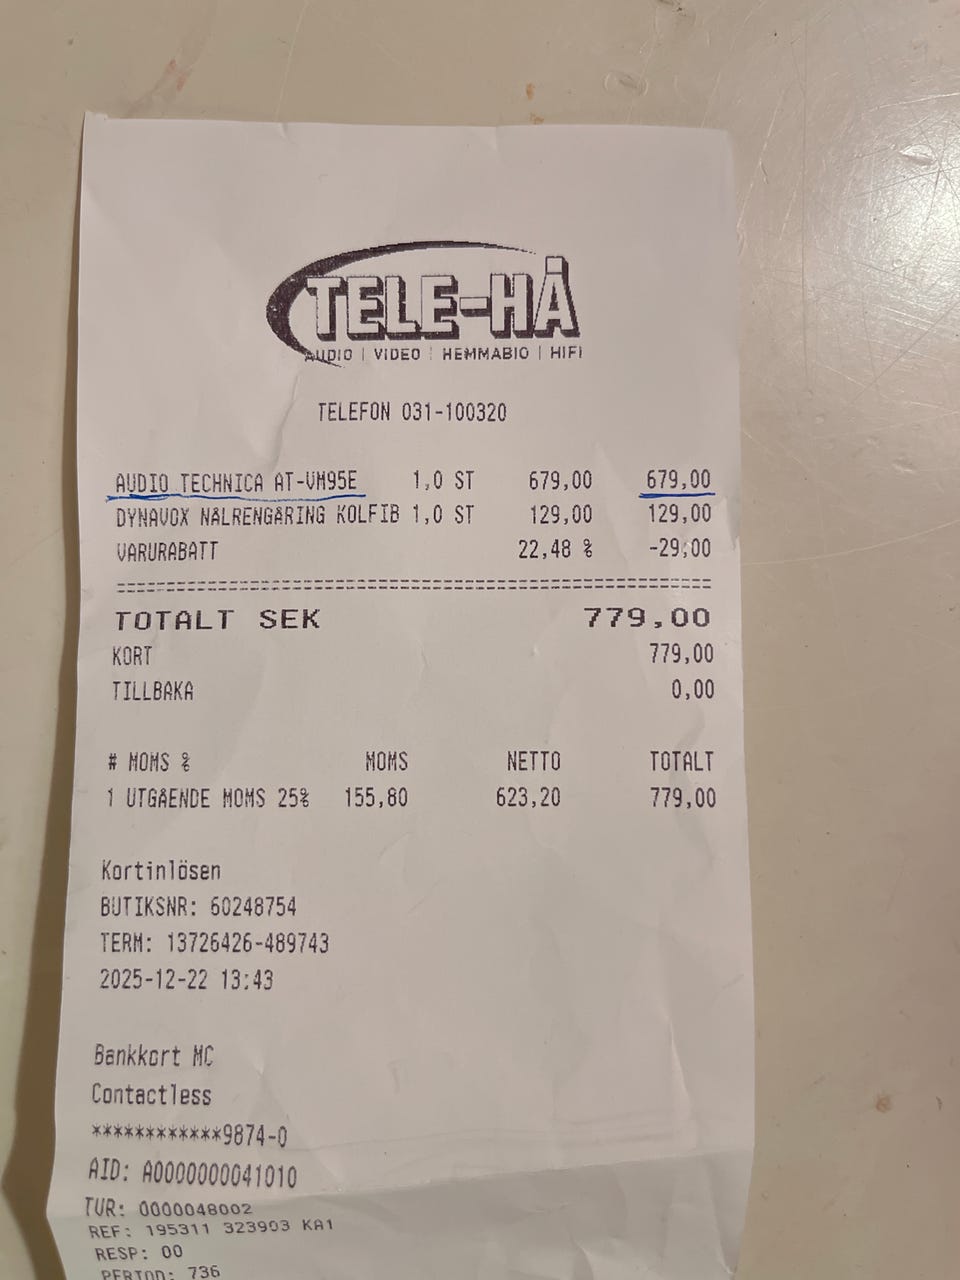 TELE-HÅ
AUDIO | VIDEO | HEMMABIO | HIFI
TELEFON 031-100320
AUDIO TECHNICA AT-VM95E 1,0 ST 679,00 679,00
DYNAVOX NÅLRENGÄRING KOLFIB 1,0 ST 129,00 129,00
VARURABATT 22,48 % -29,00
TOTALT SEK 779,00
KORT 779,00
TILLBAKA 0,00
# MOMS % MOMS NETTO TOTALT
1 UTGÅENDE MOMS 25% 155,80 623,20 779,00
Kortinlösen
BUTIKSNR: 60248754
TERM: 13726426-489743
2025-12-22 13:43
Bankkort MC
Contactless
************9874-0
AID: A0000000041010
TVR: 0000048002
REF: 195311 323903 KA1
RESP: 00
PERIOD: 736